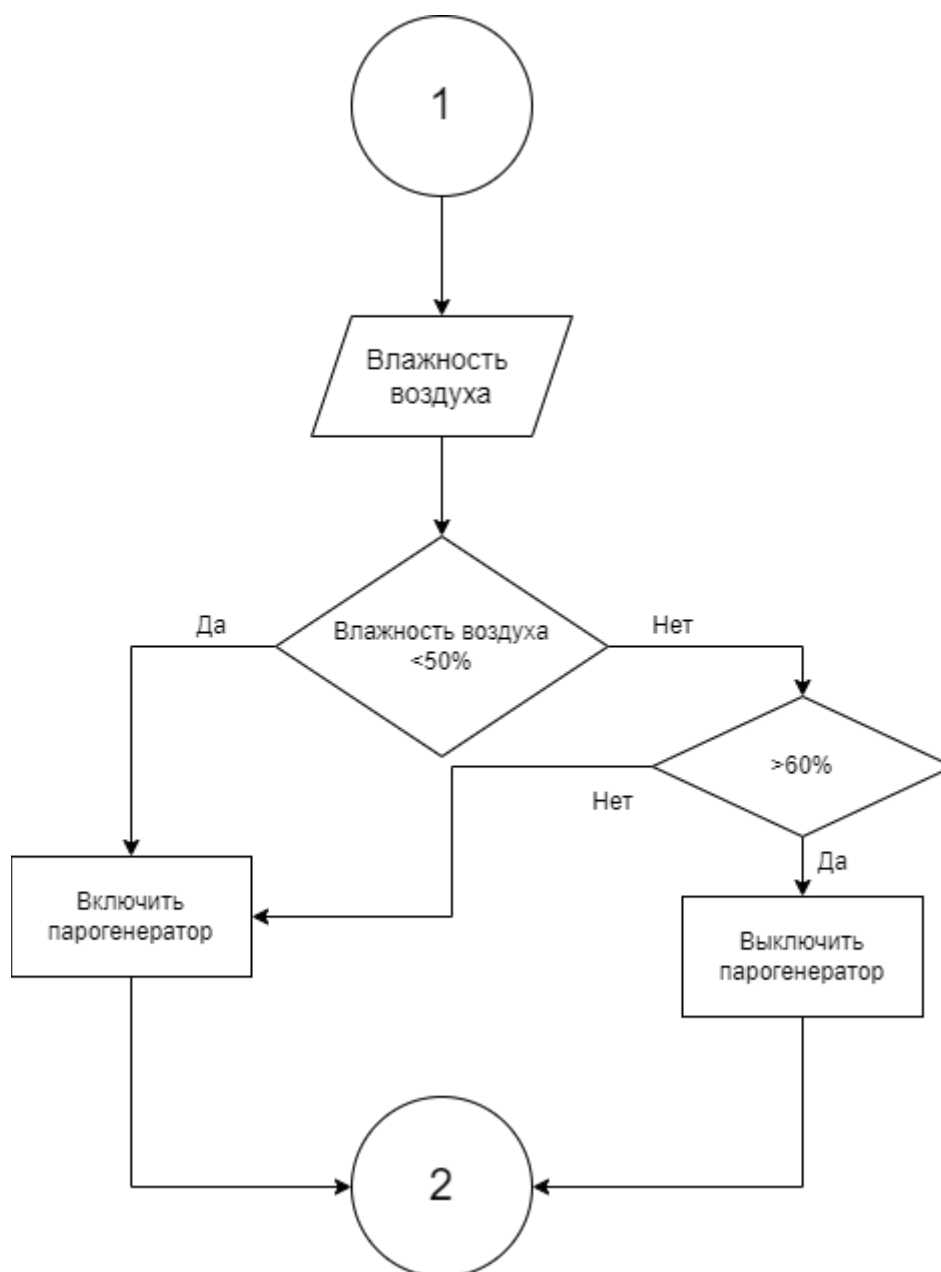 1
Влажность
воздуха
Да
Влажность воздуха
<50%
Нет
>60%
Нет
Да
Включить
парогенератор
Выключить
парогенератор
2